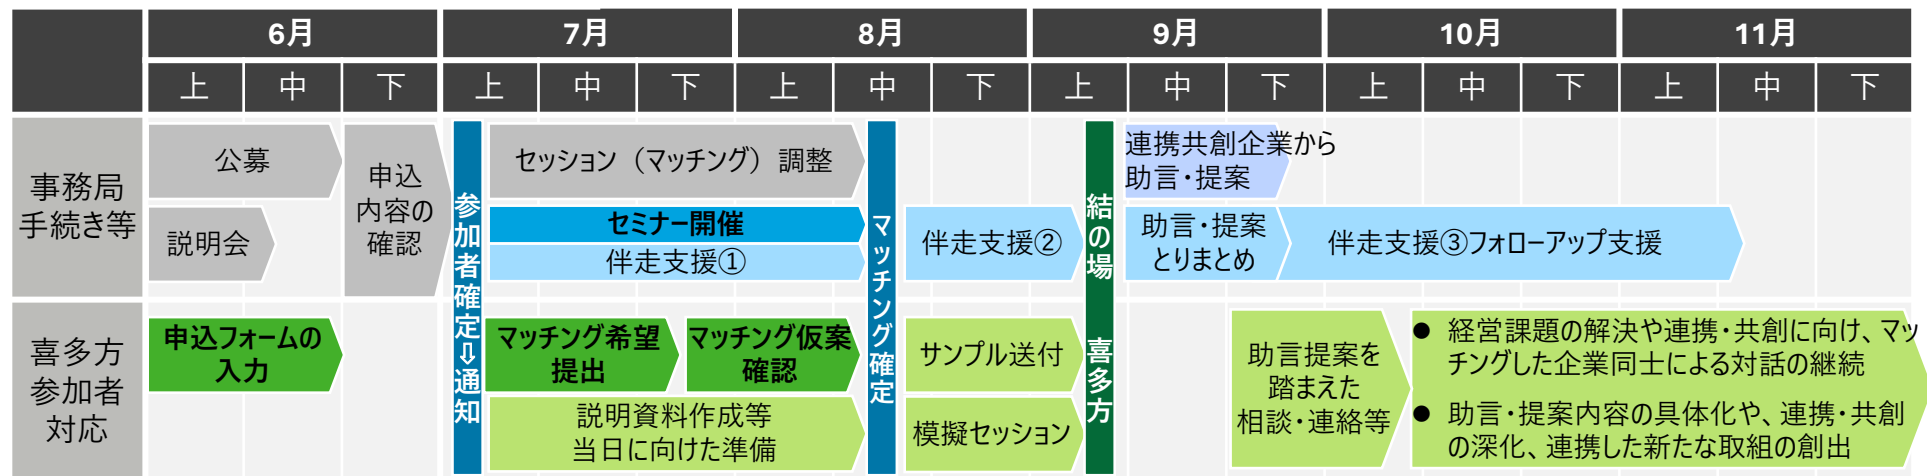 6月
7月
8月
9月
10月
11月
上
中
下
上
中
下
上
中
下
上
中
下
上
中
下
上
中
下
事務局
手続き等
公募
説明会
申込
内容の
確認
参加者確定⇩通知
セッション（マッチング）調整
セミナー開催
伴走支援①
マッチング確定
伴走支援②
結の場 喜多方
連携共創企業から
助言・提案
助言・提案
とりまとめ
伴走支援③フォローアップ支援
喜多方
参加者
対応
申込フォームの
入力
マッチング希望
提出
マッチング仮案
確認
説明資料作成等
当日に向けた準備
サンプル送付
模擬セッション
助言提案を
踏まえた
相談・連絡等
● 経営課題の解決や連携・共創に向け、マッ
チングした企業同士による対話の継続
● 助言・提案内容の具体化や、連携・共創
の深化、連携した新たな取組の創出